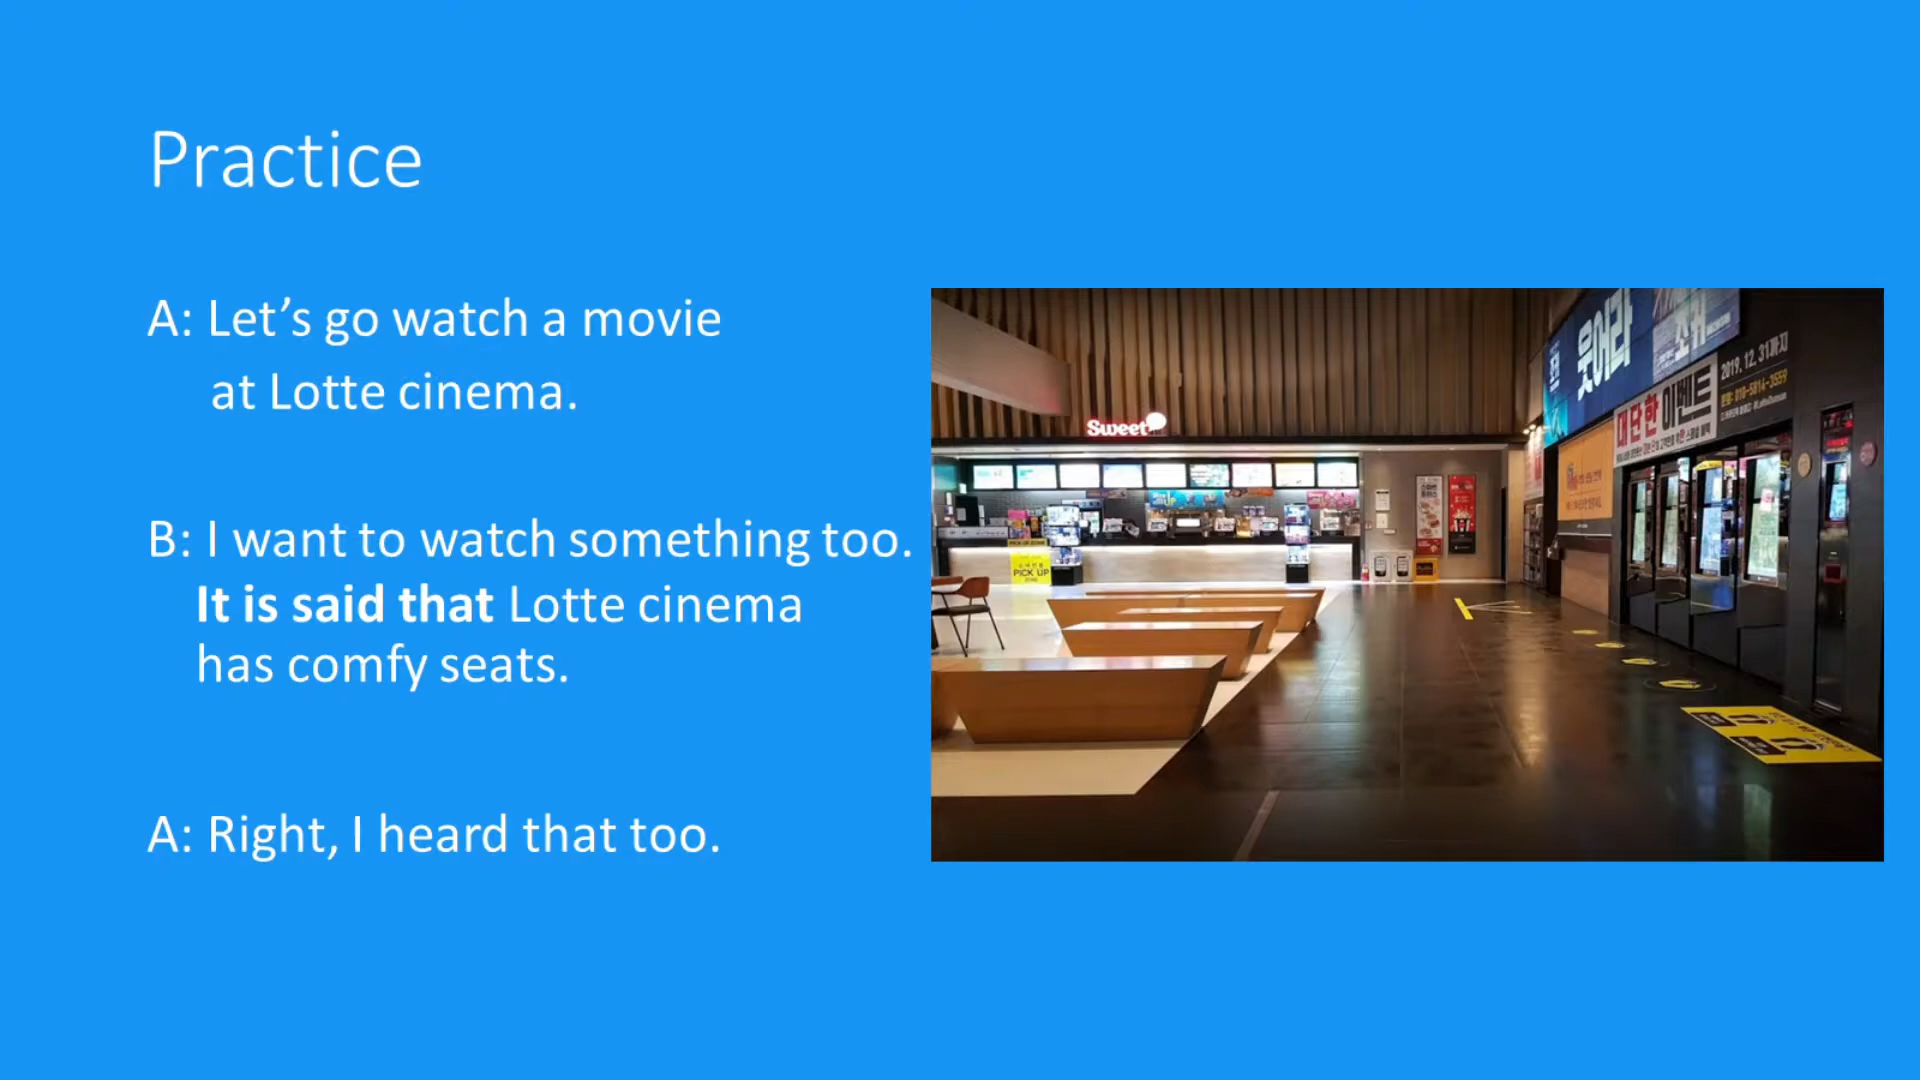 Practice
A: Let’s go watch a movie
at Lotte cinema.
B: I want to watch something too.
It is said that Lotte cinema
has comfy seats.
A: Right, I heard that too.
Sweet
PICK UP
웃어라
조커
2019. 12. 31까지
대단한 이벤트